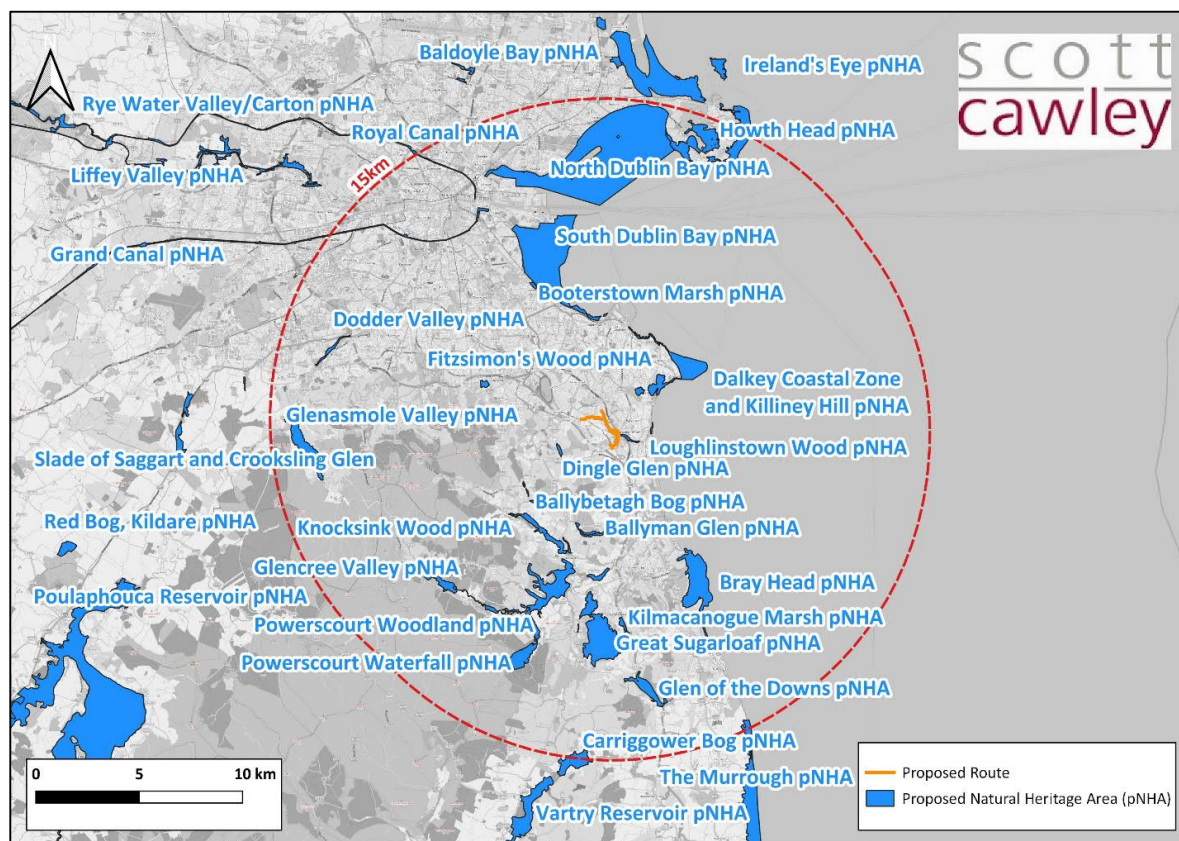 Baldoyle Bay pNHA
Ireland's Eye pNHA
scott
cawley
Rye Water Valley/Carton pNHA
Royal Canal pNHA
Howth Head pNHA
15km
Liffey Valley pNHA
North Dublin Bay pNHA
Grand Canal pNHA
South Dublin Bay pNHA
Booterstown Marsh pNHA
Dodder Valley pNHA
Fitzsimon's Wood pNHA
Dalkey Coastal Zone
and Killiney Hill pNHA
Glenasmole Valley pNHA
Loughlinstown Wood pNHA
Slade of Saggart and Crooksling Glen
Dingle Glen pNHA
Ballybetagh Bog pNHA
Red Bog, Kildare pNHA
Knocksink Wood pNHA
Ballyman Glen pNHA
Glencree Valley pNHA
Bray Head pNHA
Poulaphouca Reservoir pNHA
Powerscourt Woodland pNHA
Kilmacanogue Marsh pNHA
Great Sugarloaf pNHA
Powerscourt Waterfall pNHA
Glen of the Downs pNHA
Carriggower Bog pNHA
The Murrough pNHA
Vartry Reservoir pNHA
0 5 10 km
Proposed Route
Proposed Natural Heritage Area (pNHA)